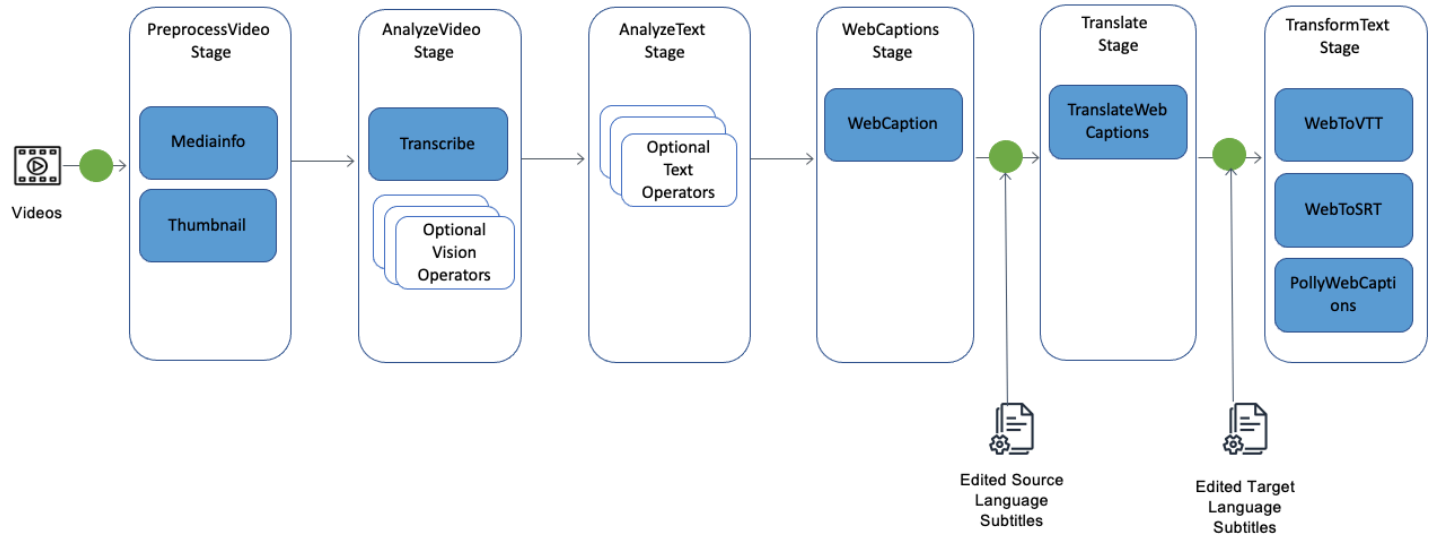 Videos
PreprocessVideo
Stage
Mediainfo
Thumbnail
AnalyzeVideo
Stage
Transcribe
Optional
Vision
Operators
AnalyzeText
Stage
Optional
Text
Operators
WebCaptions
Stage
WebCaption
Edited Source
Language
Subtitles
Translate
Stage
TranslateWeb
Captions
Edited Target
Language
Subtitles
TransformText
Stage
WebToVTT
WebToSRT
PollyWebCapti
ons